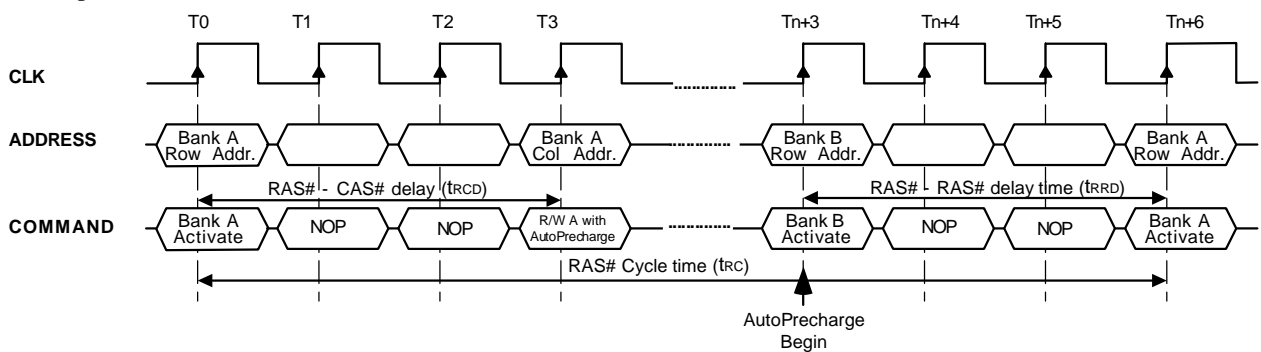 T0 T1 T2 T3 Tn+3 Tn+4 Tn+5 Tn+6
CLK
ADDRESS
Bank A
Row Addr.
Bank A
Col Addr.
Bank B
Row Addr.
Bank A
Row Addr.
RAS# - CAS# delay (tRCD)
RAS# - RAS# delay time (tRRD)
COMMAND
Bank A
Activate
NOP
NOP
R/W A with
AutoPrecharge
Bank B
Activate
NOP
NOP
Bank A
Activate
RAS# Cycle time (tRC)
AutoPrecharge
Begin